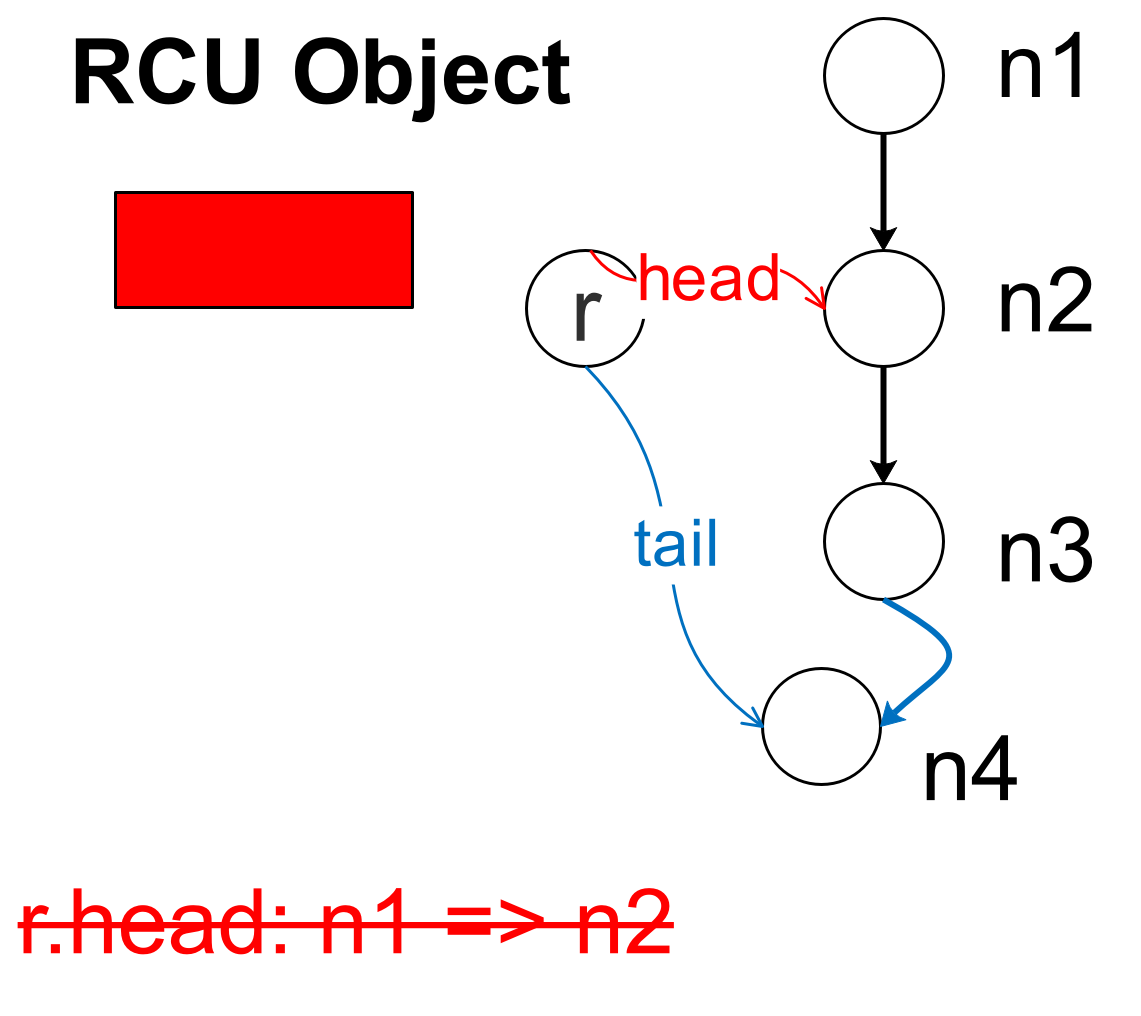 RCU Object
n1
r
head
n2
tail
n3
n4
r.head: n1 => n2